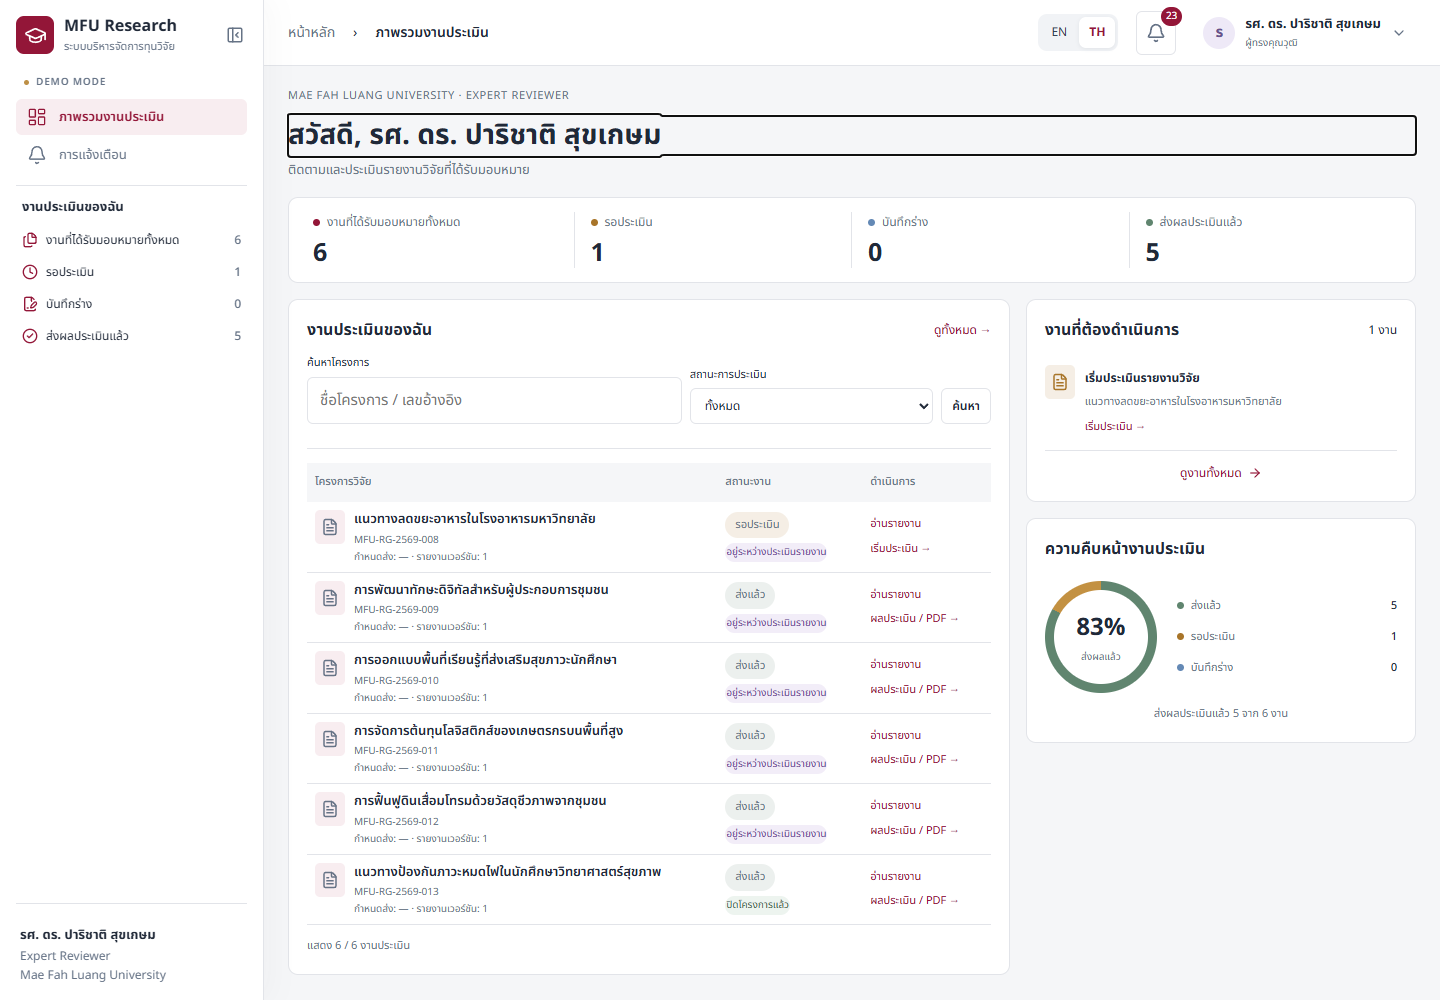 MFU Research
ระบบบริหารจัดการทุนวิจัย
DEMO MODE
ภาพรวมงานประเมิน
การแจ้งเตือน
งานประเมินของฉัน
งานที่ได้รับมอบหมายทั้งหมด 6
รอประเมิน 1
บันทึกร่าง 0
ส่งผลประเมินแล้ว 5
รศ. ดร. ปาริชาติ สุขเกษม
Expert Reviewer
Mae Fah Luang University
หน้าหลัก › ภาพรวมงานประเมิน
EN TH
23
S
รศ. ดร. ปาริชาติ สุขเกษม
ผู้ทรงคุณวุฒิ
MAE FAH LUANG UNIVERSITY · EXPERT REVIEWER
สวัสดี, รศ. ดร. ปาริชาติ สุขเกษม
ติดตามและประเมินรายงานวิจัยที่ได้รับมอบหมาย
งานที่ได้รับมอบหมายทั้งหมด
6
รอประเมิน
1
บันทึกร่าง
0
ส่งผลประเมินแล้ว
5
งานประเมินของฉัน
ดูทั้งหมด →
ค้นหาโครงการ
ชื่อโครงการ / เลขอ้างอิง
สถานะการประเมิน
ทั้งหมด
ค้นหา
โครงการวิจัย สถานะงาน ดำเนินการ
แนวทางลดขยะอาหารในโรงอาหารมหาวิทยาลัย
MFU-RG-2569-008
กำหนดส่ง: — · รายงานเวอร์ชัน: 1
รอประเมิน
อยู่ระหว่างประเมินรายงาน
อ่านรายงาน
เริ่มประเมิน →
การพัฒนาทักษะดิจิทัลสำหรับผู้ประกอบการชุมชน
MFU-RG-2569-009
กำหนดส่ง: — · รายงานเวอร์ชัน: 1
ส่งแล้ว
อยู่ระหว่างประเมินรายงาน
อ่านรายงาน
ผลประเมิน / PDF →
การออกแบบพื้นที่เรียนรู้ที่ส่งเสริมสุขภาวะนักศึกษา
MFU-RG-2569-010
กำหนดส่ง: — · รายงานเวอร์ชัน: 1
ส่งแล้ว
อยู่ระหว่างประเมินรายงาน
อ่านรายงาน
ผลประเมิน / PDF →
การจัดการต้นทุนโลจิสติกส์ของเกษตรกรบนพื้นที่สูง
MFU-RG-2569-011
กำหนดส่ง: — · รายงานเวอร์ชัน: 1
ส่งแล้ว
อยู่ระหว่างประเมินรายงาน
อ่านรายงาน
ผลประเมิน / PDF →
การฟื้นฟูดินเสื่อมโทรมด้วยวัสดุชีวภาพจากชุมชน
MFU-RG-2569-012
กำหนดส่ง: — · รายงานเวอร์ชัน: 1
ส่งแล้ว
อยู่ระหว่างประเมินรายงาน
อ่านรายงาน
ผลประเมิน / PDF →
แนวทางป้องกันภาวะหมดไฟในนักศึกษาวิทยาศาสตร์สุขภาพ
MFU-RG-2569-013
กำหนดส่ง: — · รายงานเวอร์ชัน: 1
ส่งแล้ว
ปิดโครงการแล้ว
อ่านรายงาน
ผลประเมิน / PDF →
แสดง 6 / 6 งานประเมิน
งานที่ต้องดำเนินการ
1 งาน
เริ่มประเมินรายงานวิจัย
แนวทางลดขยะอาหารในโรงอาหารมหาวิทยาลัย
เริ่มประเมิน →
ดูงานทั้งหมด →
ความคืบหน้างานประเมิน
83%
ส่งผลแล้ว
ส่งแล้ว 5
รอประเมิน 1
บันทึกร่าง 0
ส่งผลประเมินแล้ว 5 จาก 6 งาน